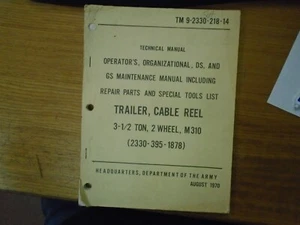 TM 9-2330-218-14
TECHNICAL MANUAL
OPERATOR'S, ORGANIZATIONAL, DS, AND
GS MAINTENANCE MANUAL INCLUDING
REPAIR PARTS AND SPECIAL TOOLS LIST
TRAILER, CABLE REEL
3-1/2 TON, 2 WHEEL, M310
(2330-395-1878)
HEADQUARTERS, DEPARTMENT OF THE ARMY
AUGUST 1970